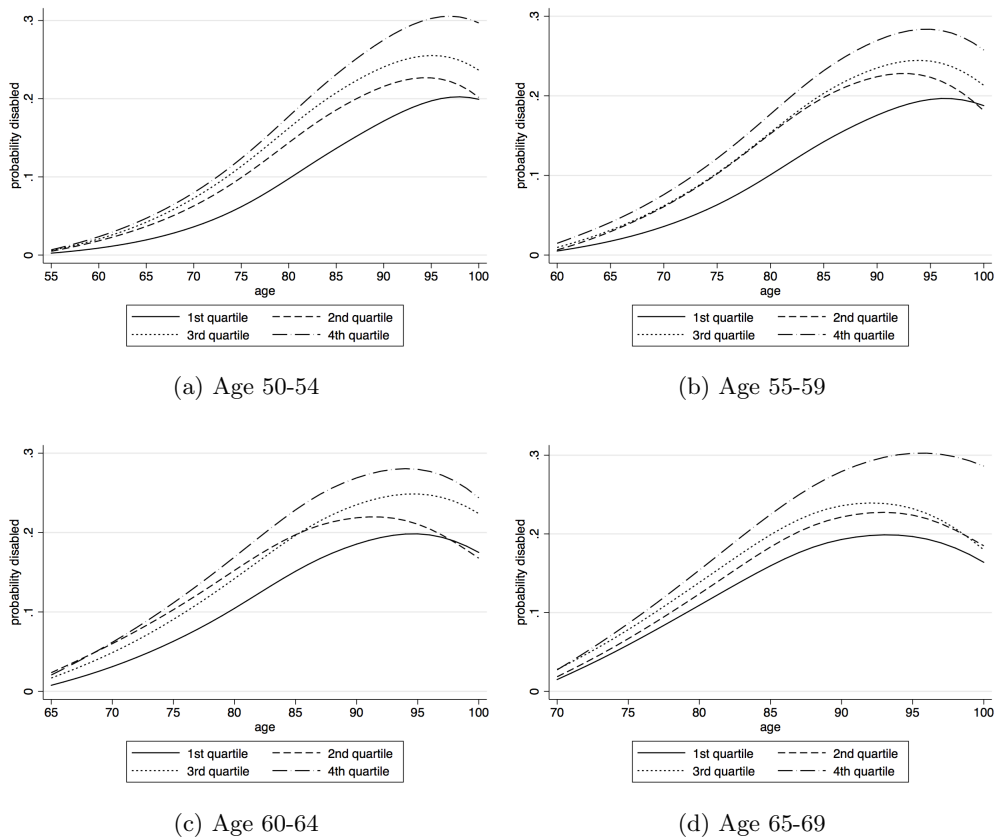 .3
.2
.1
0
probability disabled
55 60 65 70 75 80 85 90 95 100
age
1st quartile 2nd quartile
3rd quartile 4th quartile
(a) Age 50-54
.3
.2
.1
0
probability disabled
60 65 70 75 80 85 90 95 100
age
1st quartile 2nd quartile
3rd quartile 4th quartile
(b) Age 55-59
.3
.2
.1
0
probability disabled
65 70 75 80 85 90 95 100
age
1st quartile 2nd quartile
3rd quartile 4th quartile
(c) Age 60-64
.3
.2
.1
0
probability disabled
70 75 80 85 90 95 100
age
1st quartile 2nd quartile
3rd quartile 4th quartile
(d) Age 65-69